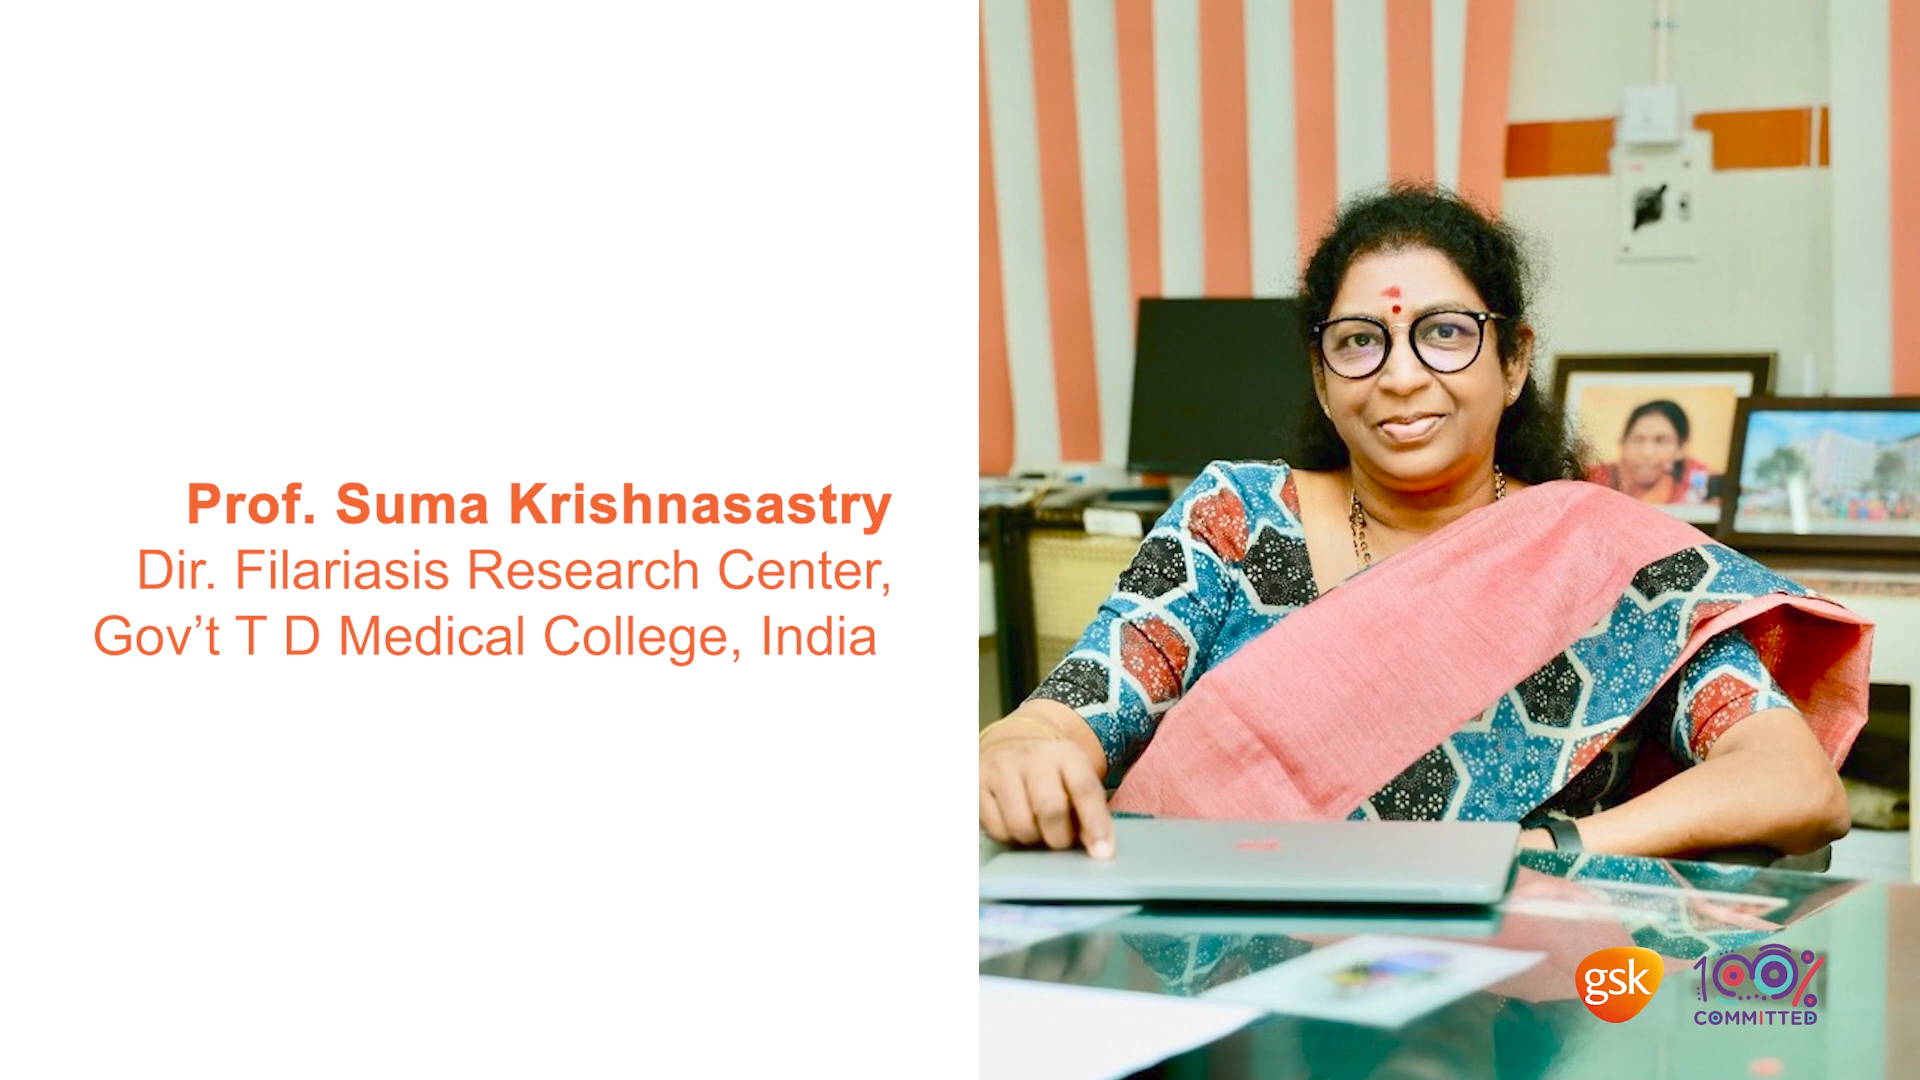 Prof. Suma Krishnasastry
Dir. Filariasis Research Center,
Gov’t T D Medical College, India
gsk
100%
COMMITTED